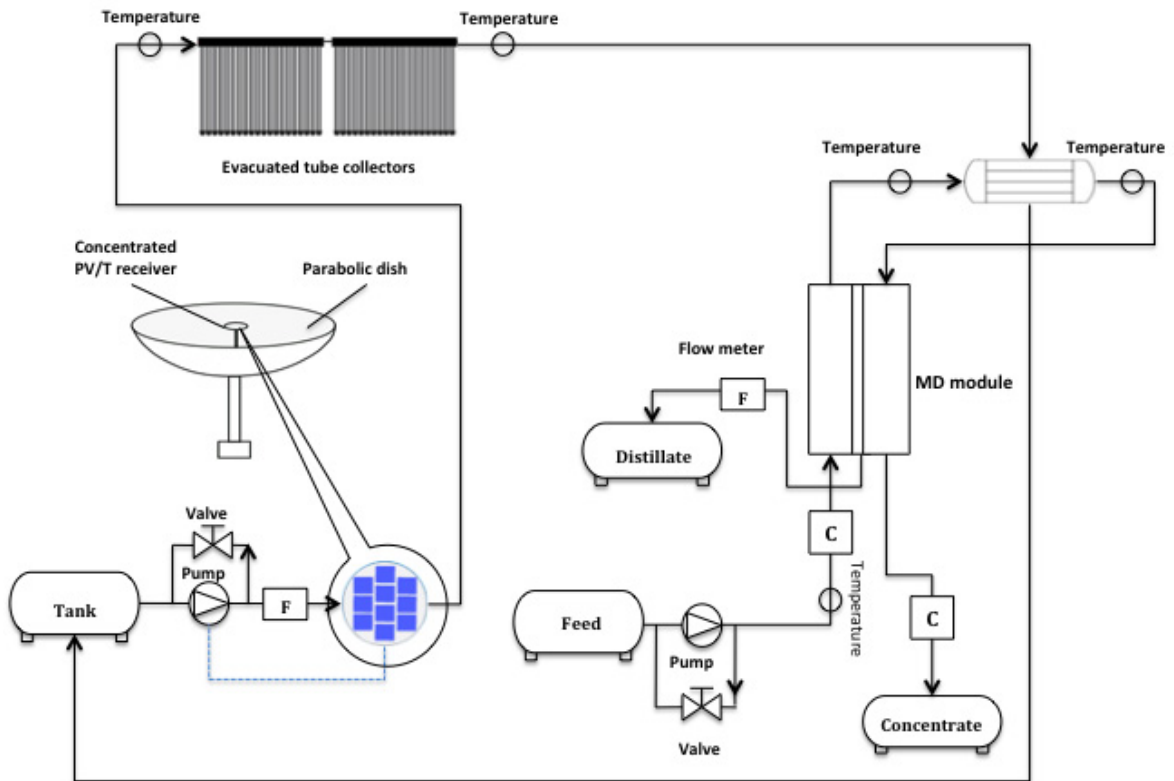 Temperature
Temperature
Evacuated tube collectors
Temperature
Temperature
Concentrated
PV/T receiver
Parabolic dish
Flow meter
F
MD module
Distillate
Valve
C
Pump
Temperature
Tank
F
Feed
C
Pump
Concentrate
Valve